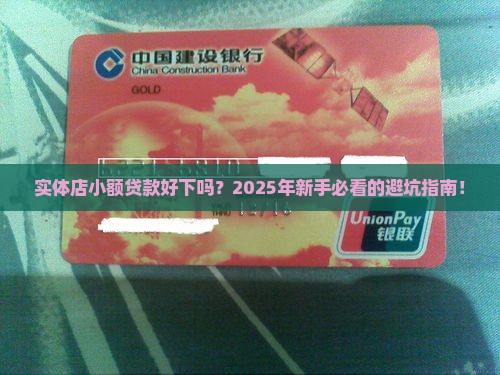 中国建设银行
China Construction Bank
GOLD
实体店小额贷款好下吗？2025年新手必看的避坑指南！
THRU
UnionPay
银联